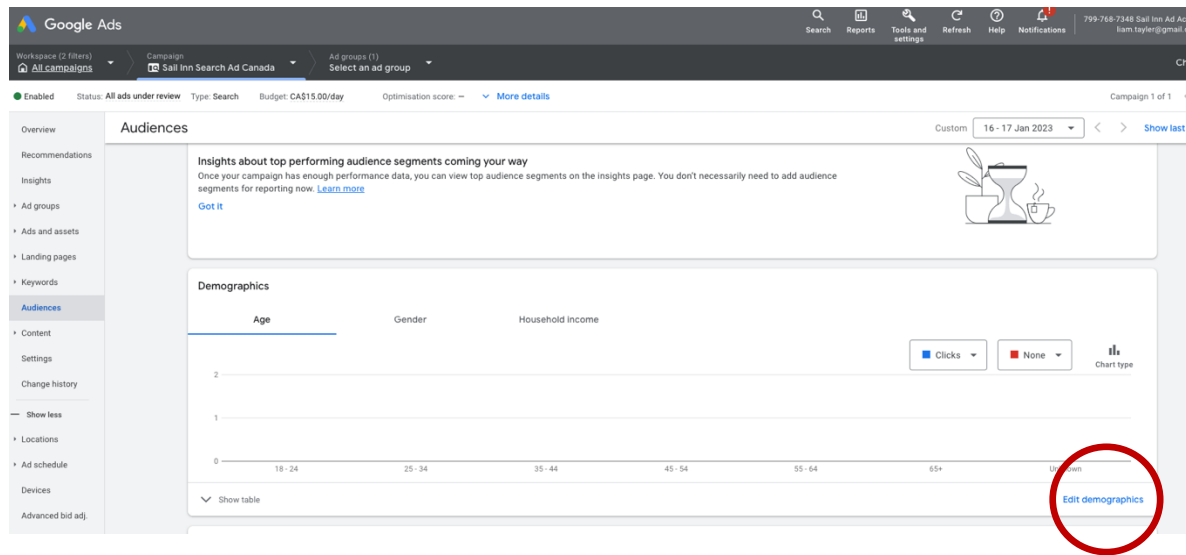 Google Ads
Search
Reports
Tools and
settings
Refresh
Help
Notifications
799-768-7348 Sail Inn Ad Ac
liam.tayler@gmail.
Workspace (2 filters)
All campaigns
Campaign
Sail Inn Search Ad Canada
Ad groups (1)
Select an ad group
Enabled Status: All ads under review Type: Search Budget: CA$15.00/day Optimisation score: – More details
Campaign 1 of 1
Overview
Recommendations
Insights
Ad groups
Ads and assets
Landing pages
Keywords
Audiences
Content
Settings
Change history
Show less
Locations
Ad schedule
Devices
Advanced bid adj.
Audiences
Custom 16 - 17 Jan 2023 Show last
Insights about top performing audience segments coming your way
Once your campaign has enough performance data, you can view top audience segments on the insights page. You don't necessarily need to add audience
segments for reporting now. Learn more
Got it
Demographics
Age Gender Household income
Clicks None Chart type
2
1
0
18 - 24 25 - 34 35 - 44 45 - 54 55 - 64 65+ Unknown
Show table
Edit demographics